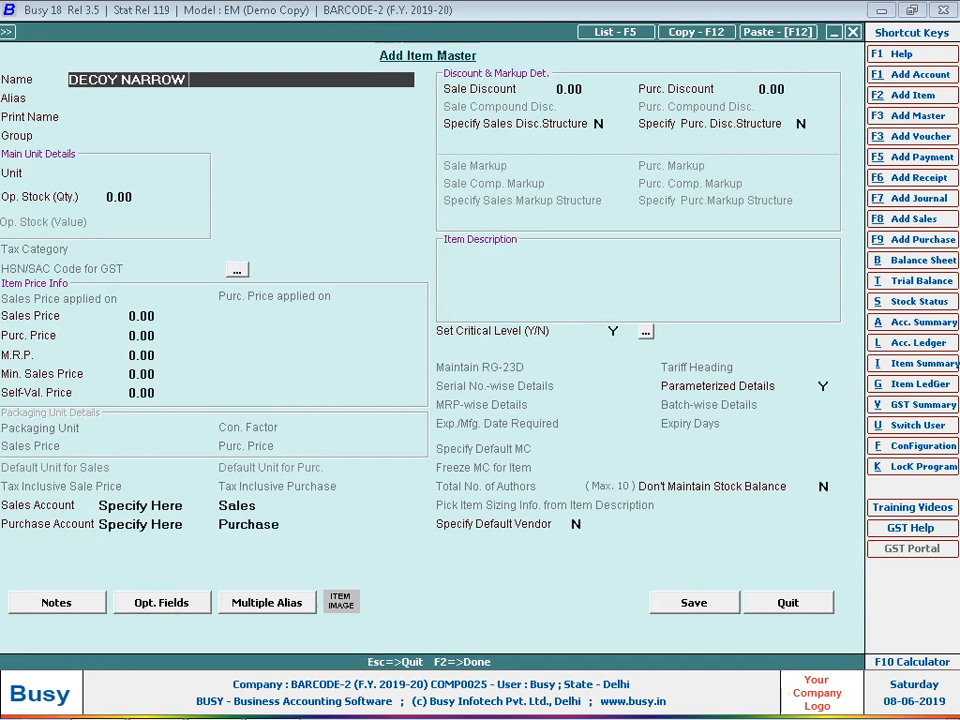 B Busy 18 Rel 3.5 | Stat Rel 119 | Model : EM (Demo Copy) | BARCODE-2 (F.Y. 2019-20)
>> List - F5 Copy - F12 Paste - [F12]
Add Item Master
Name DECOY NARROW
Alias
Print Name
Group
Main Unit Details
Unit
Op. Stock (Qty.) 0.00
Op. Stock (Value)
Tax Category
HSN/SAC Code for GST ...
Item Price Info
Sales Price applied on Purc. Price applied on
Sales Price 0.00
Purc. Price 0.00
M.R.P. 0.00
Min. Sales Price 0.00
Self-Val. Price 0.00
Packaging Unit Details
Packaging Unit Con. Factor
Sales Price Purc. Price
Default Unit for Sales Default Unit for Purc.
Tax Inclusive Sale Price Tax Inclusive Purchase
Sales Account Specify Here Sales
Purchase Account Specify Here Purchase
Discount & Markup Det.
Sale Discount 0.00 Purc. Discount 0.00
Sale Compound Disc. Purc. Compound Disc.
Specify Sales Disc.Structure N Specify Purc. Disc.Structure N
Sale Markup Purc. Markup
Sale Comp. Markup Purc. Comp. Markup
Specify Sales Markup Structure Specify Purc.Markup Structure
Item Description
Set Critical Level (Y/N) Y ...
Maintain RG-23D Tariff Heading
Serial No.-wise Details Parameterized Details Y
MRP-wise Details Batch-wise Details
Exp./Mfg. Date Required Expiry Days
Specify Default MC
Freeze MC for Item
Total No. of Authors (Max. 10) Don't Maintain Stock Balance N
Pick Item Sizing Info. from Item Description
Specify Default Vendor N
Notes Opt. Fields Multiple Alias ITEM IMAGE Save Quit
Esc=>Quit F2=>Done
Shortcut Keys
F1 Help
F1 Add Account
F2 Add Item
F3 Add Master
F3 Add Voucher
F5 Add Payment
F6 Add Receipt
F7 Add Journal
F8 Add Sales
F9 Add Purchase
B Balance Sheet
T Trial Balance
S Stock Status
A Acc. Summary
L Acc. Ledger
I Item Summary
G Item LedGer
V GST Summary
U Switch User
F ConFiguration
K LocK Program
Training Videos
GST Help
GST Portal
F10 Calculator
Busy
Company : BARCODE-2 (F.Y. 2019-20) COMP0025 - User : Busy ; State - Delhi
BUSY - Business Accounting Software ; (c) Busy Infotech Pvt. Ltd., Delhi ; www.busy.in
Your
Company
Logo
Saturday
08-06-2019